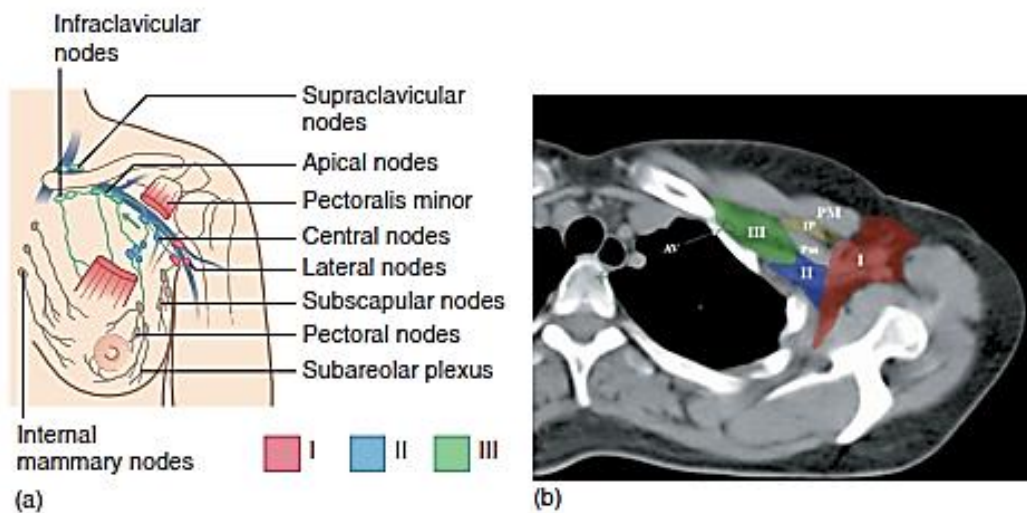 Infraclavicular
nodes
Supraclavicular
nodes
Apical nodes
Pectoralis minor
Central nodes
Lateral nodes
Subscapular nodes
Pectoral nodes
Subareolar plexus
Internal
mammary nodes
I
II
III
(a)
PM
IP
III
I
AV
Pm
II
(b)